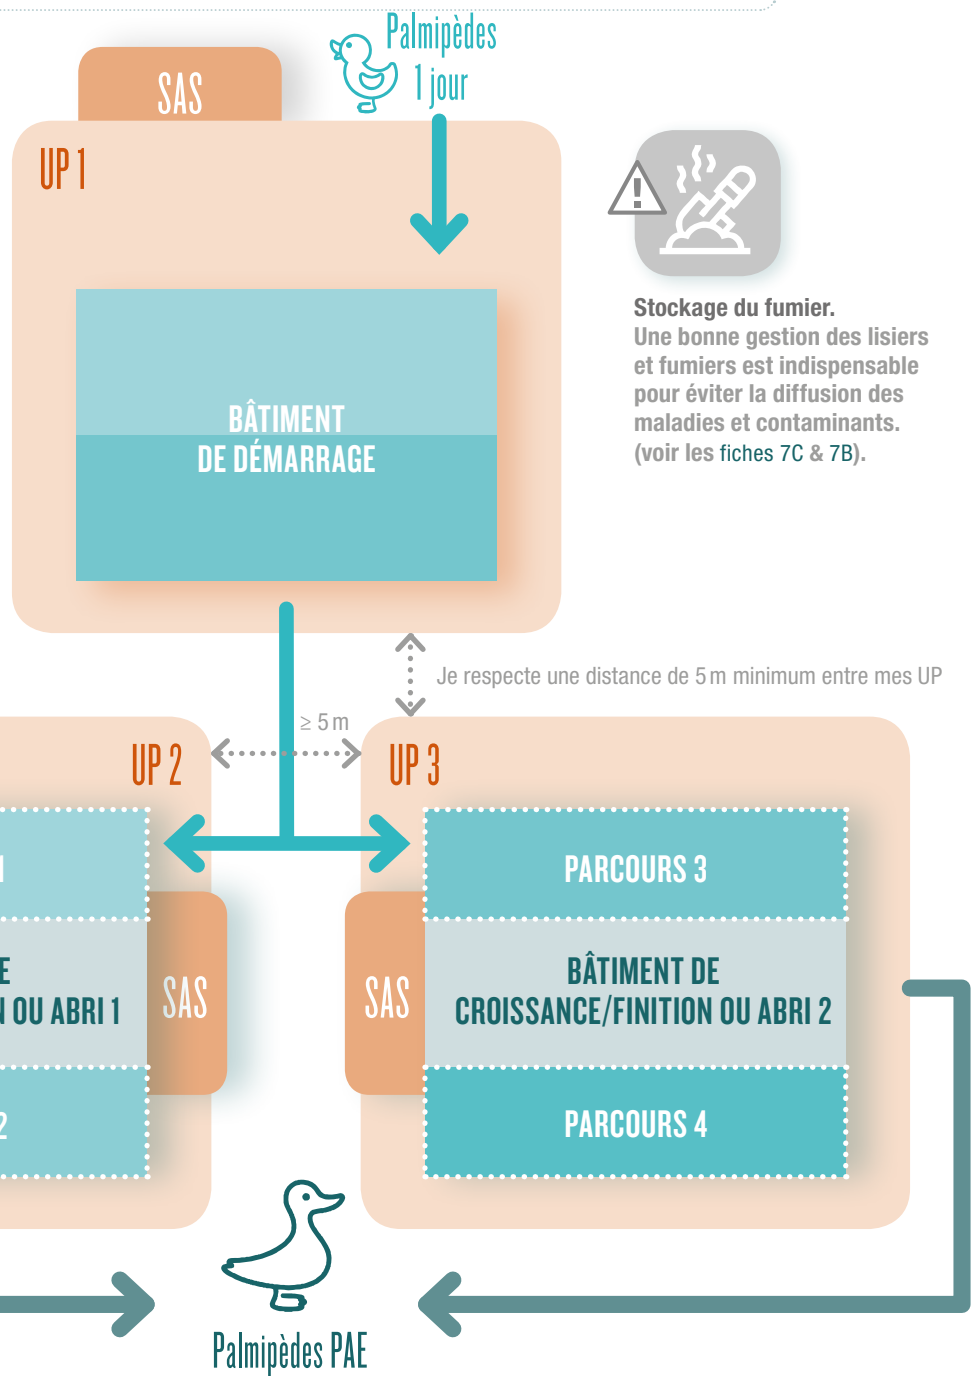 Palmipèdes
1 jour
SAS
UP 1
!
BÂTIMENT
DE DÉMARRAGE
Stockage du fumier.
Une bonne gestion des lisiers
et fumiers est indispensable
pour éviter la diffusion des
maladies et contaminants.
(voir les fiches 7C & 7B).
Je respecte une distance de 5 m minimum entre mes UP
≥ 5 m
UP 2
UP 3
1
E
N OU ABRI 1
2
SAS
SAS
PARCOURS 3
BÂTIMENT DE
CROISSANCE/FINITION OU ABRI 2
PARCOURS 4
Palmipèdes PAE